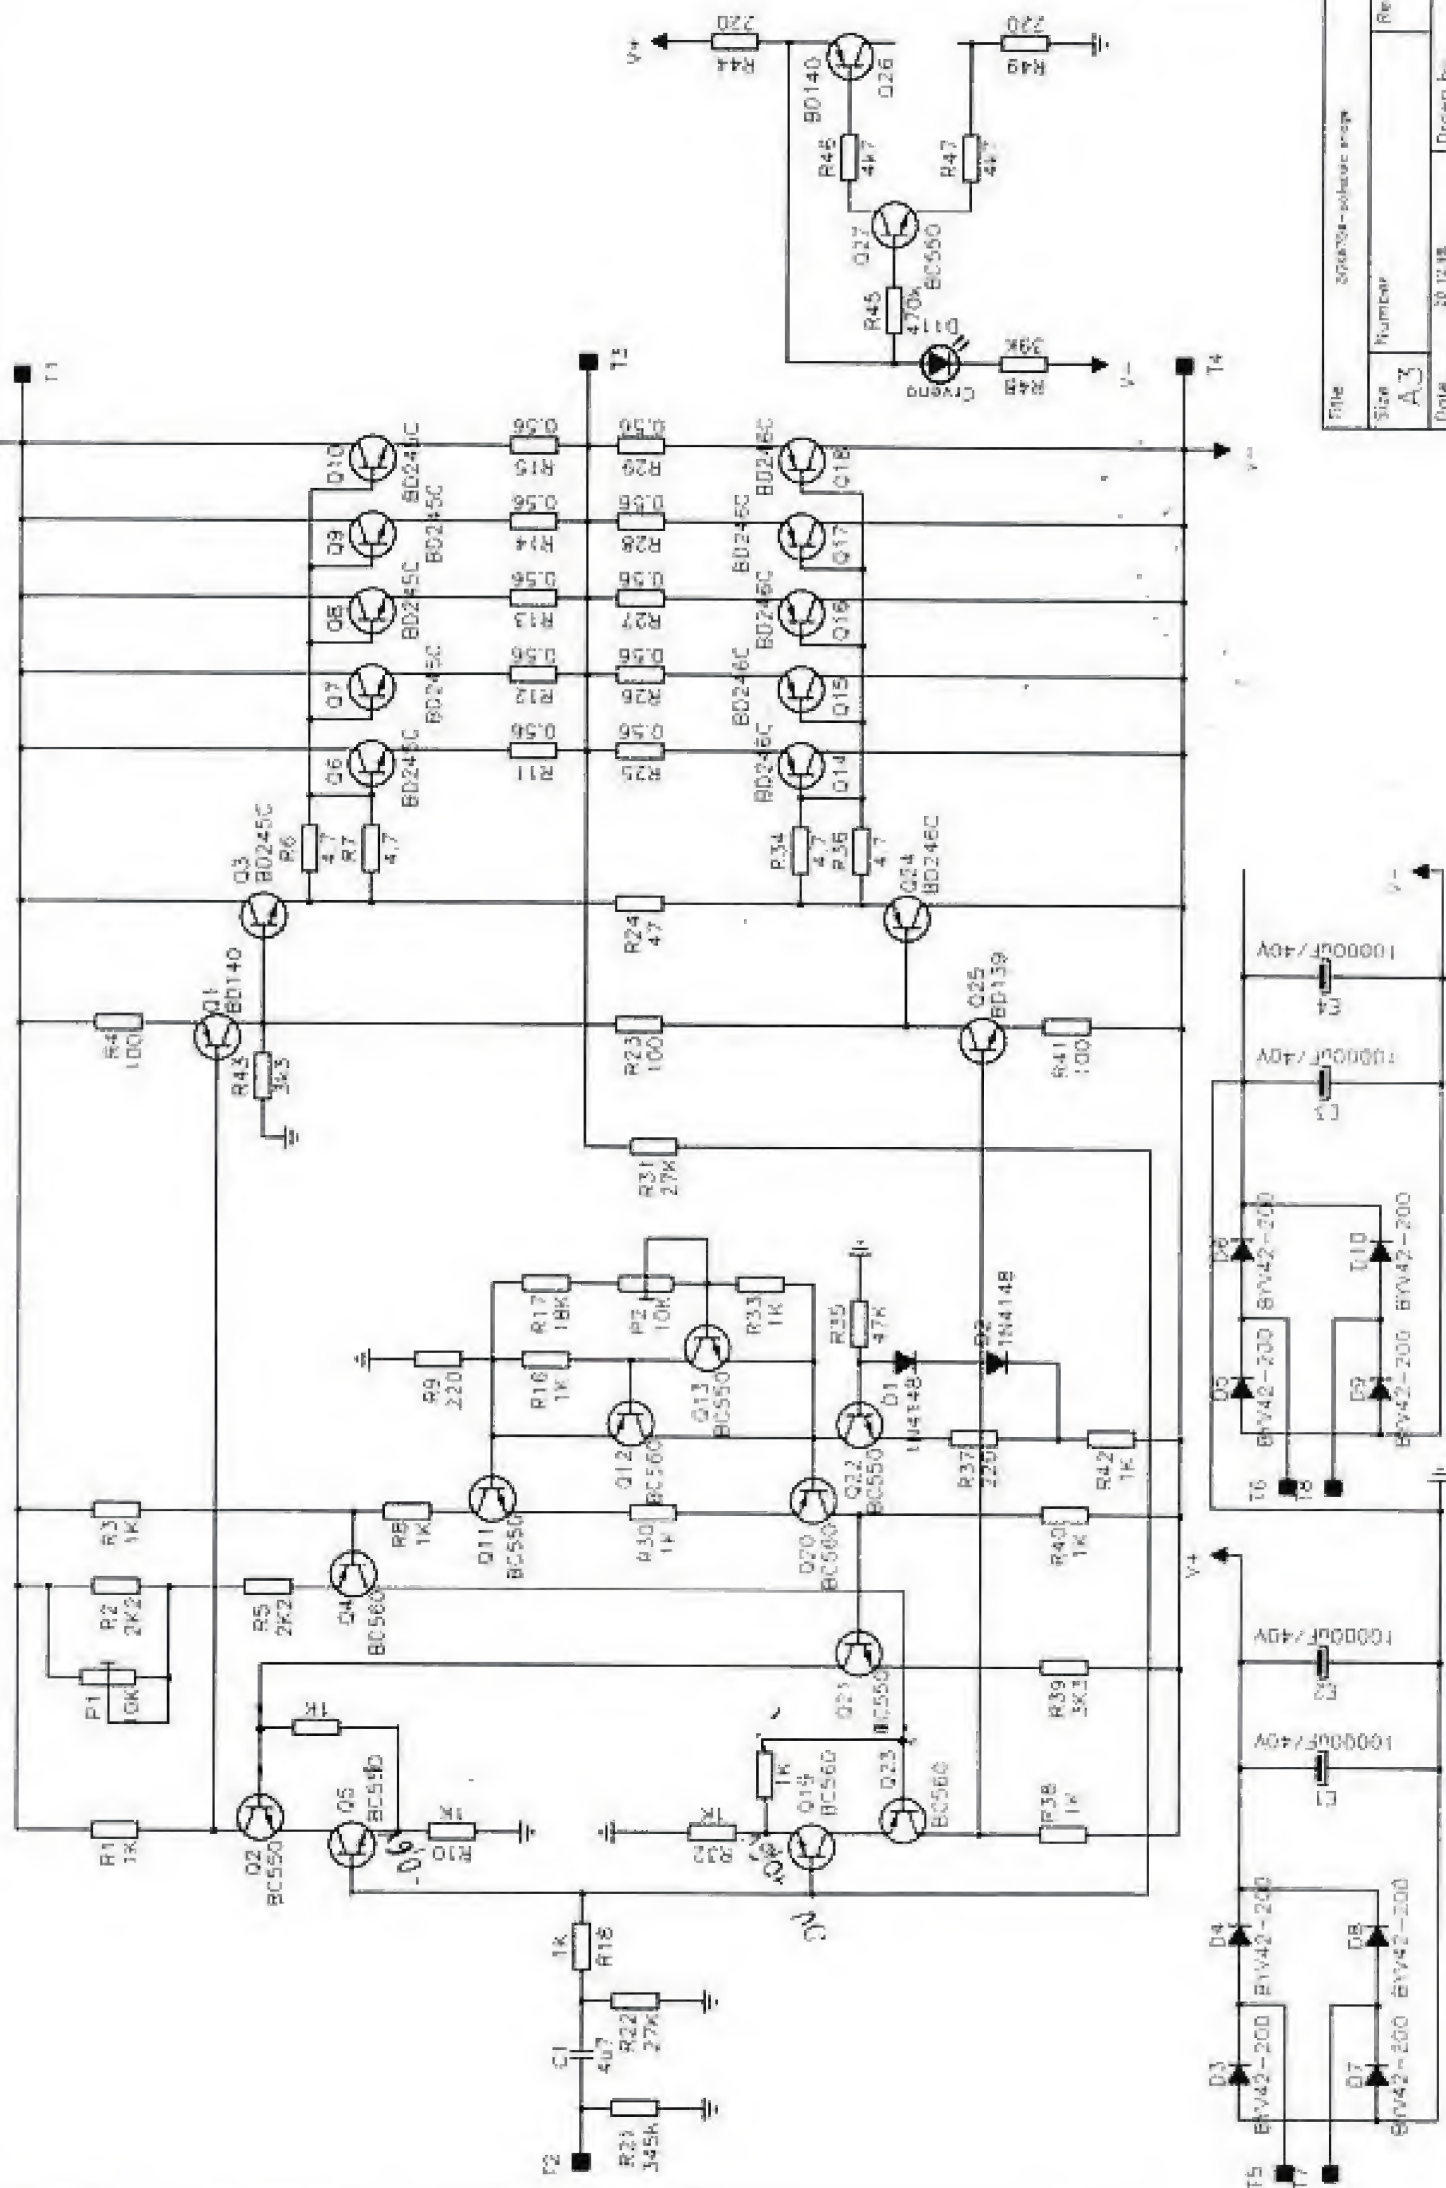 T1
T3
T4
V+
R44
220
BD140
Q26
220
R49
R46
4k7
R47
4k7
Q27
BC560
R45
470k
D11
Crveno
39K
R48
V-
Title
Size
A3
Number
Date
Q10
BD245C
Q9
BD245C
Q8
BD245C
Q7
BD245C
Q6
BD245C
R15
0.56
R14
0.56
R13
0.56
R12
0.56
R11
0.56
R29
0.56
R28
0.56
R27
0.56
R26
0.56
R25
0.56
BD246C
Q18
BD246C
Q17
BD246C
Q16
BD246C
Q15
BD246C
Q14
V-
Q3
BD245C
R6
4.7
R7
4.7
R34
4.7
R36
4.7
R24
47
Q24
BD246C
R4
100
Q1
BD140
R43
3k3
R23
100
Q25
BD139
R41
100
R31
27K
R9
220
R17
18K
R16
1K
P2
10K
R33
1K
Q13
BC550
Q12
BC560
R35
47K
D1
1N4148
D2
1N4148
Q22
BC550
R37
220
R42
1K
R3
1K
R8
1K
Q11
BC550
R30
1K
Q20
BC560
R40
1K
R2
2K2
P1
10K
R5
2K2
Q4
BC560
Q21
BC550
R39
3K3
R1
1K
Q2
BC550
Q5
BC550
1K
1K
R10
-0.6V
1K
R32
1K
Q19
BC560
Q23
BC560
R38
1K
0V
1K
R18
C1
4u7
R22
27K
R21
345K
T2
D3
BYV42-200
D4
BYV42-200
D7
BYV42-200
D8
BYV42-200
T5
T7
10000uF/40V
C1
10000uF/40V
C2
V+
D5
BYV42-200
D6
BYV42-200
D9
BYV42-200
D10
BYV42-200
T6
T8
10000uF/40V
C3
10000uF/40V
C4
V-